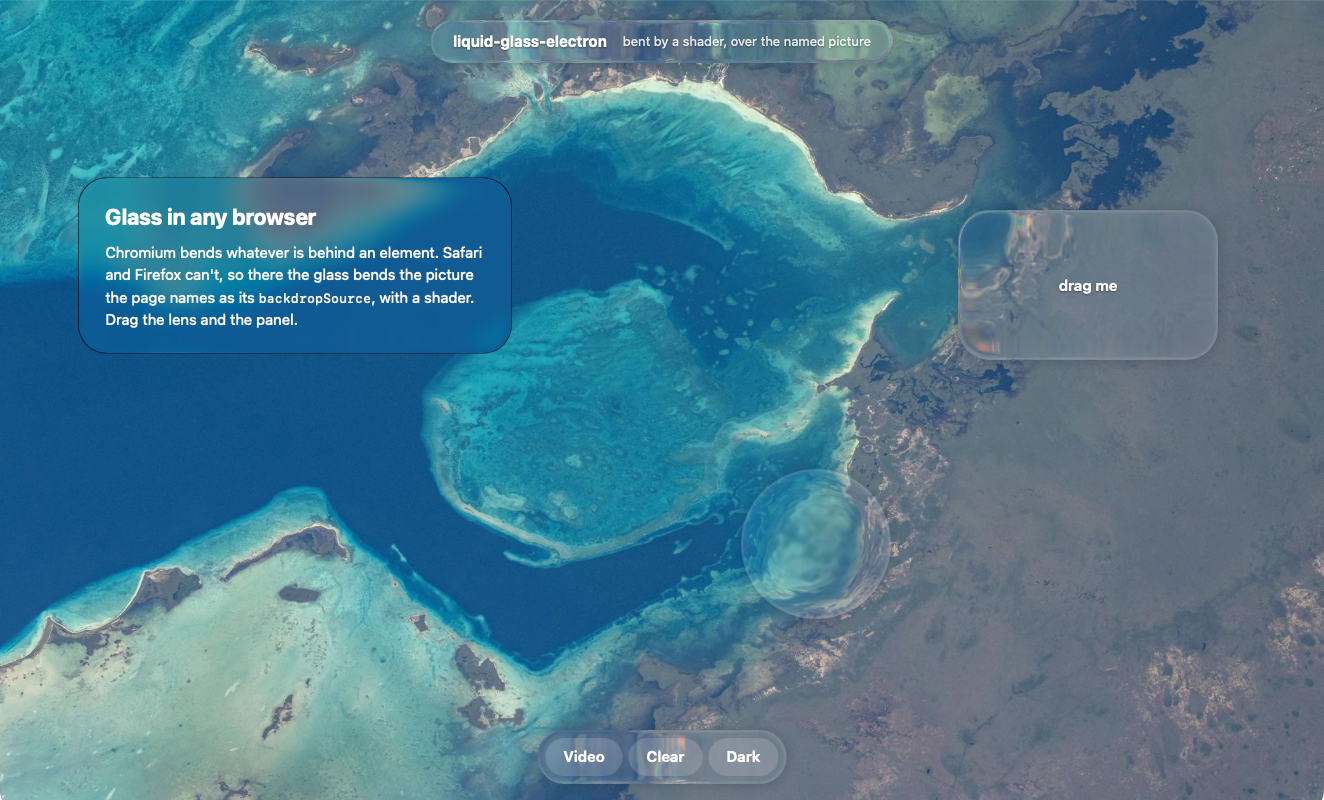 liquid-glass-electron bent by a shader, over the named picture
Glass in any browser
Chromium bends whatever is behind an element. Safari
and Firefox can't, so there the glass bends the picture
the page names as its backdropSource, with a shader.
Drag the lens and the panel.
drag me
Video Clear Dark